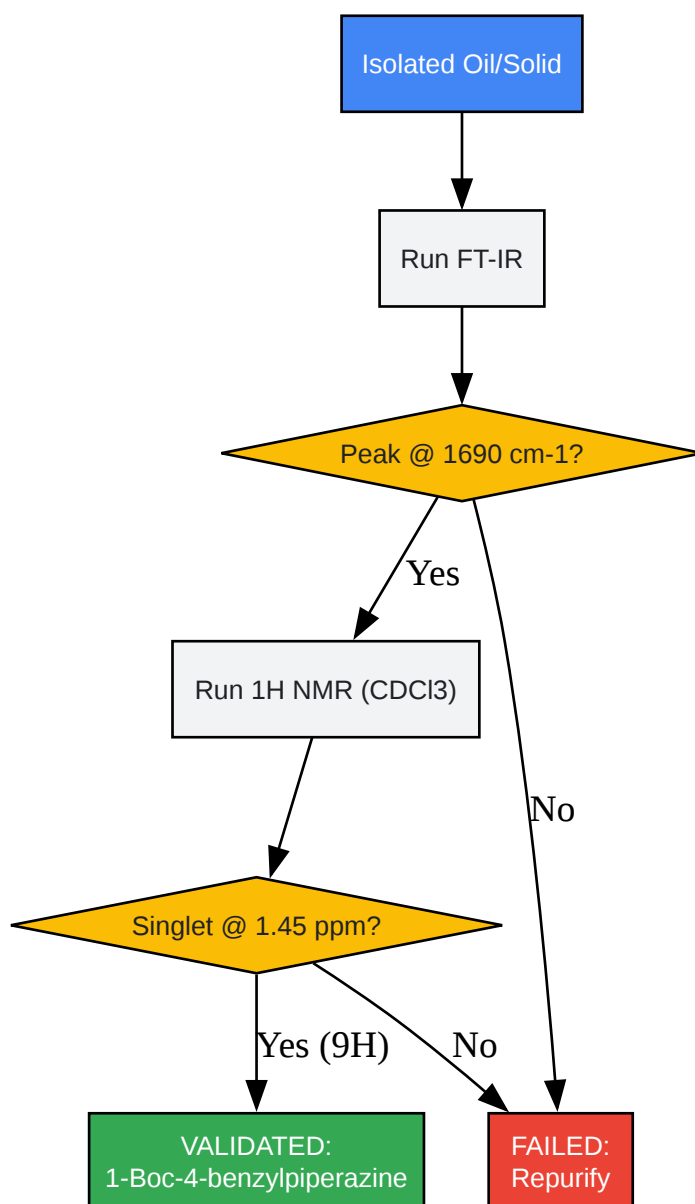 Isolated Oil/Solid
Run FT-IR
Peak @ 1690 cm-1?
Yes
Run 1H NMR (CDCl3)
No
Singlet @ 1.45 ppm?
Yes (9H)
No
VALIDATED:
1-Boc-4-benzylpiperazine
FAILED:
Repurify